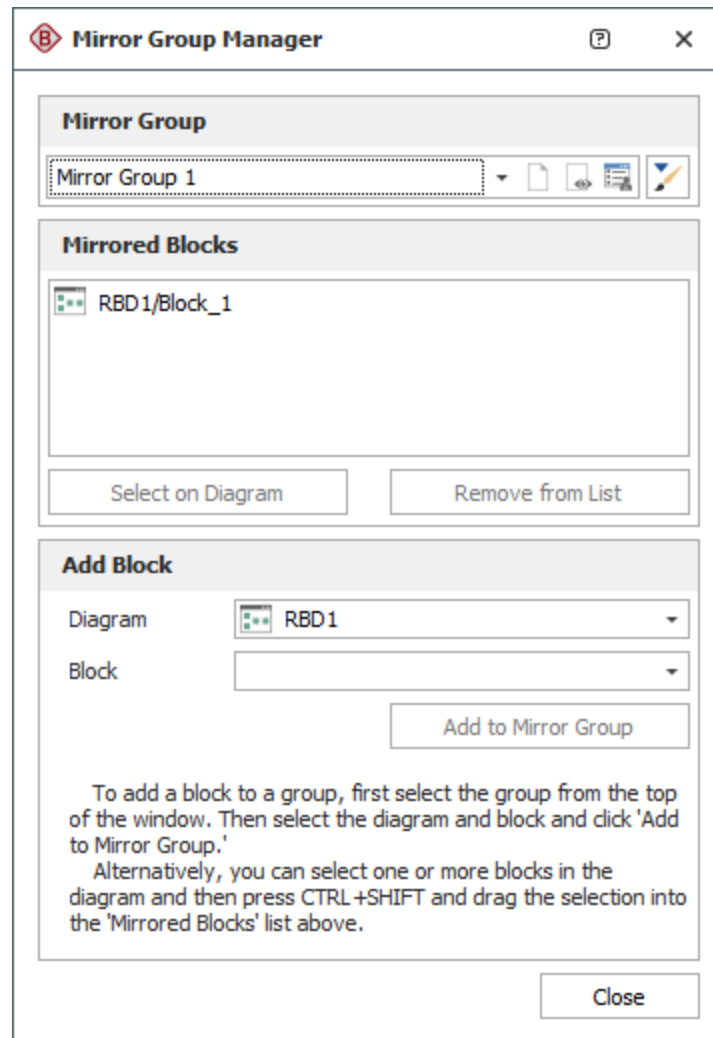 B Mirror Group Manager
Mirror Group
Mirror Group 1
Mirrored Blocks
RBD1/Block_1
Select on Diagram Remove from List
Add Block
Diagram RBD1
Block
Add to Mirror Group
To add a block to a group, first select the group from the top
of the window. Then select the diagram and block and click 'Add
to Mirror Group.'
Alternatively, you can select one or more blocks in the
diagram and then press CTRL+SHIFT and drag the selection into
the 'Mirrored Blocks' list above.
Close